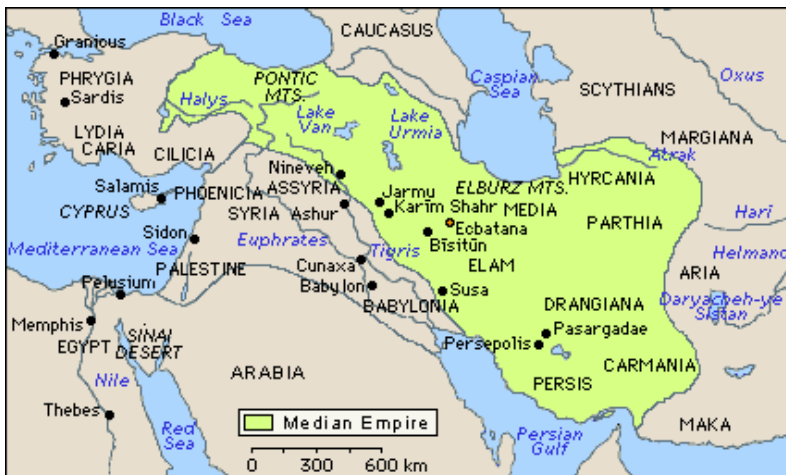 Black Sea
CAUCASUS
Granious
Caspian
Sea
Oxus
PHRYGIA
PONTIC
MTS.
SCYTHIANS
Sardis
Halys
Lake
Van
Lake
Urmia
LYDIA
CARIA
MARGIANA
CILICIA
Atrak
Nineveh
HYRCANIA
Salamis
PHOENICIA
ASSYRIA
ELBURZ MTS.
Jarmu
CYPRUS
SYRIA
Ashur
Karīm Shahr
MEDIA
PARTHIA
Harī
Ecbatana
Sidon
Euphrates
Bīsitūn
Mediterranean Sea
Tigris
Helmand
PALESTINE
Cunaxa
ELAM
ARIA
Pelusium
Babylon
Susa
BABYLONIA
DRANGIANA
Daryacheh-ye
Sistan
Memphis
SINAI
DESERT
Pasargadae
EGYPT
Persepolis
ARABIA
CARMANIA
Nile
PERSIS
Thebes
Median Empire
MAKA
Red
Sea
Persian
Gulf
0 300 600 km